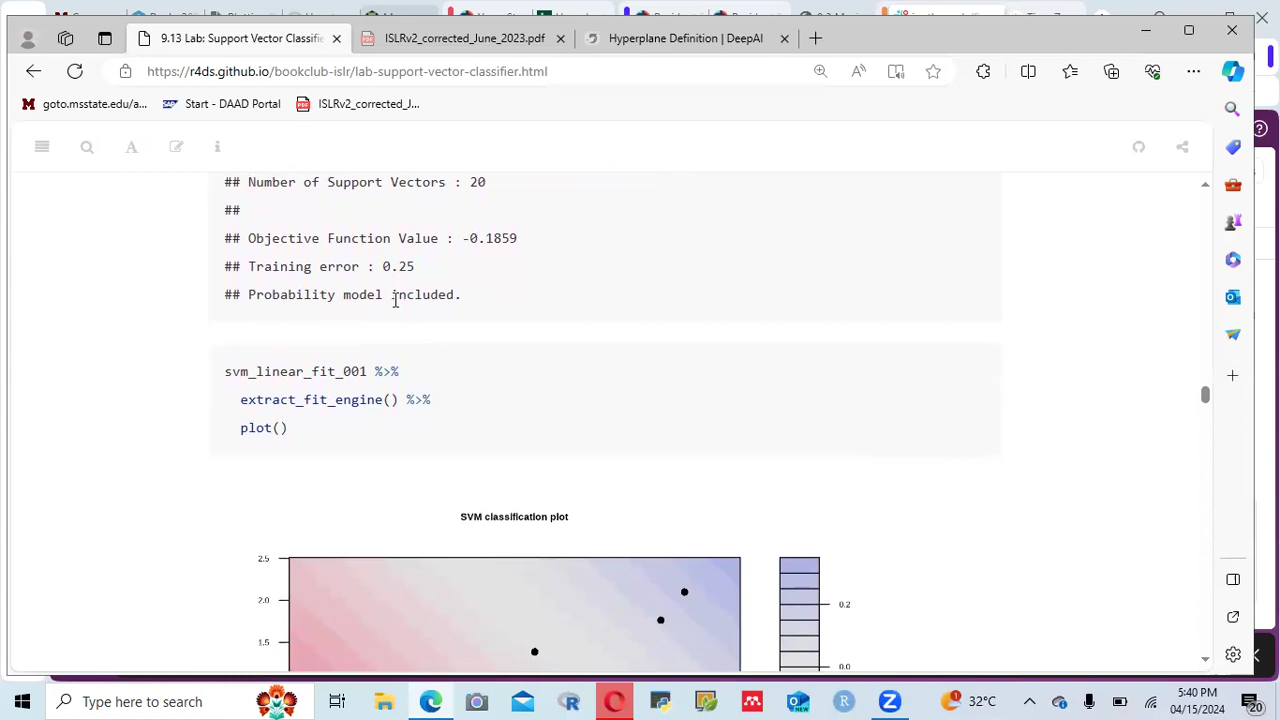 9.13 Lab: Support Vector Classifi
ISLRv2_corrected_June_2023.pdf
Hyperplane Definition | DeepAI
https://r4ds.github.io/bookclub-islr/lab-support-vector-classifier.html
goto.msstate.edu/a...
Start - DAAD Portal
ISLRv2_corrected_J...
## Number of Support Vectors : 20
##
## Objective Function Value : -0.1859
## Training error : 0.25
## Probability model included.
svm_linear_fit_001 %>%
extract_fit_engine() %>%
plot()
SVM classification plot
2.5
2.0
1.5
0.2
0.0
Type here to search
32°C
5:40 PM
04/15/2024
20